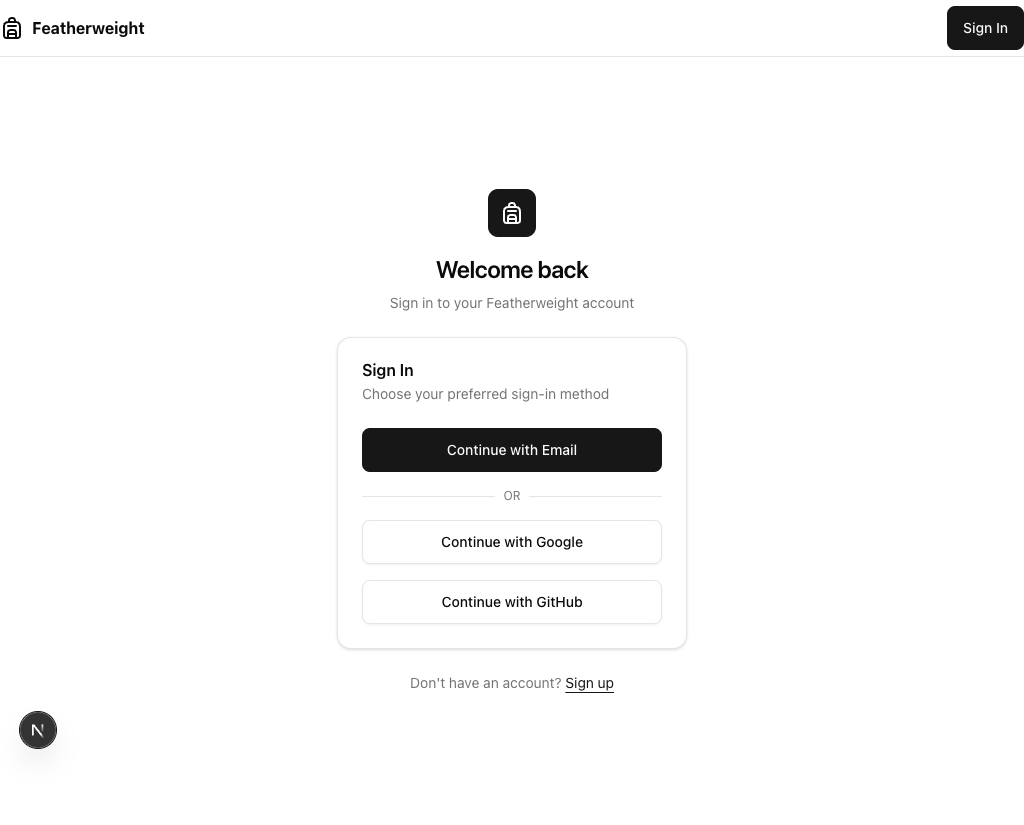 Featherweight
Sign In
Welcome back
Sign in to your Featherweight account
Sign In
Choose your preferred sign-in method
Continue with Email
OR
Continue with Google
Continue with GitHub
Don't have an account? Sign up
N